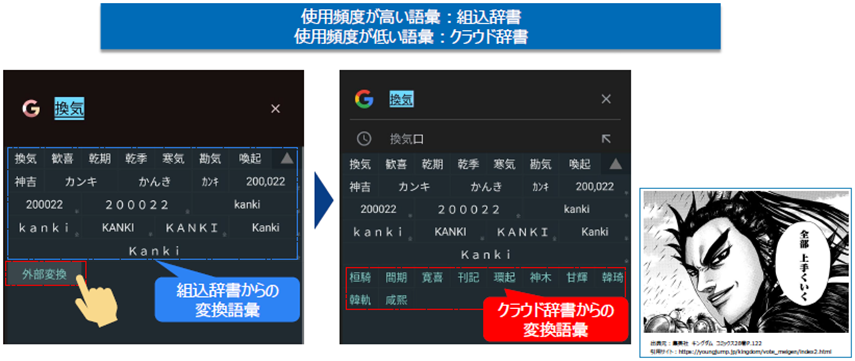 使用頻度が高い語彙：組込辞書
使用頻度が低い語彙：クラウド辞書
G 換気 ×
換気 歓喜 乾期 乾季 寒気 勘気 喚起
神吉 カンキ かんき ｶﾝｷ 200,022
200022 ２０００２２ kanki
ｋａｎｋｉ KANKI ＫＡＮＫＩ Kanki
Ｋａｎｋｉ
外部変換
組込辞書からの
変換語彙
G 換気 ×
換気口
換気 歓喜 乾期 乾季 寒気 勘気 喚起
神吉 カンキ かんき ｶﾝｷ 200,022
200022 ２０００２２ kanki
ｋａｎｋｉ KANKI ＫＡＮＫＩ Kanki
Ｋａｎｋｉ
桓騎 間期 寛喜 刊記 環起 神木 甘輝 韓琦
韓軌 咸熙
クラウド辞書からの
変換語彙
全部 上手くいく
出典元：集英社 キングダム コミックス28巻P.122
引用サイト：https://youngjump.jp/kingdom/vote_meigen/index2.html